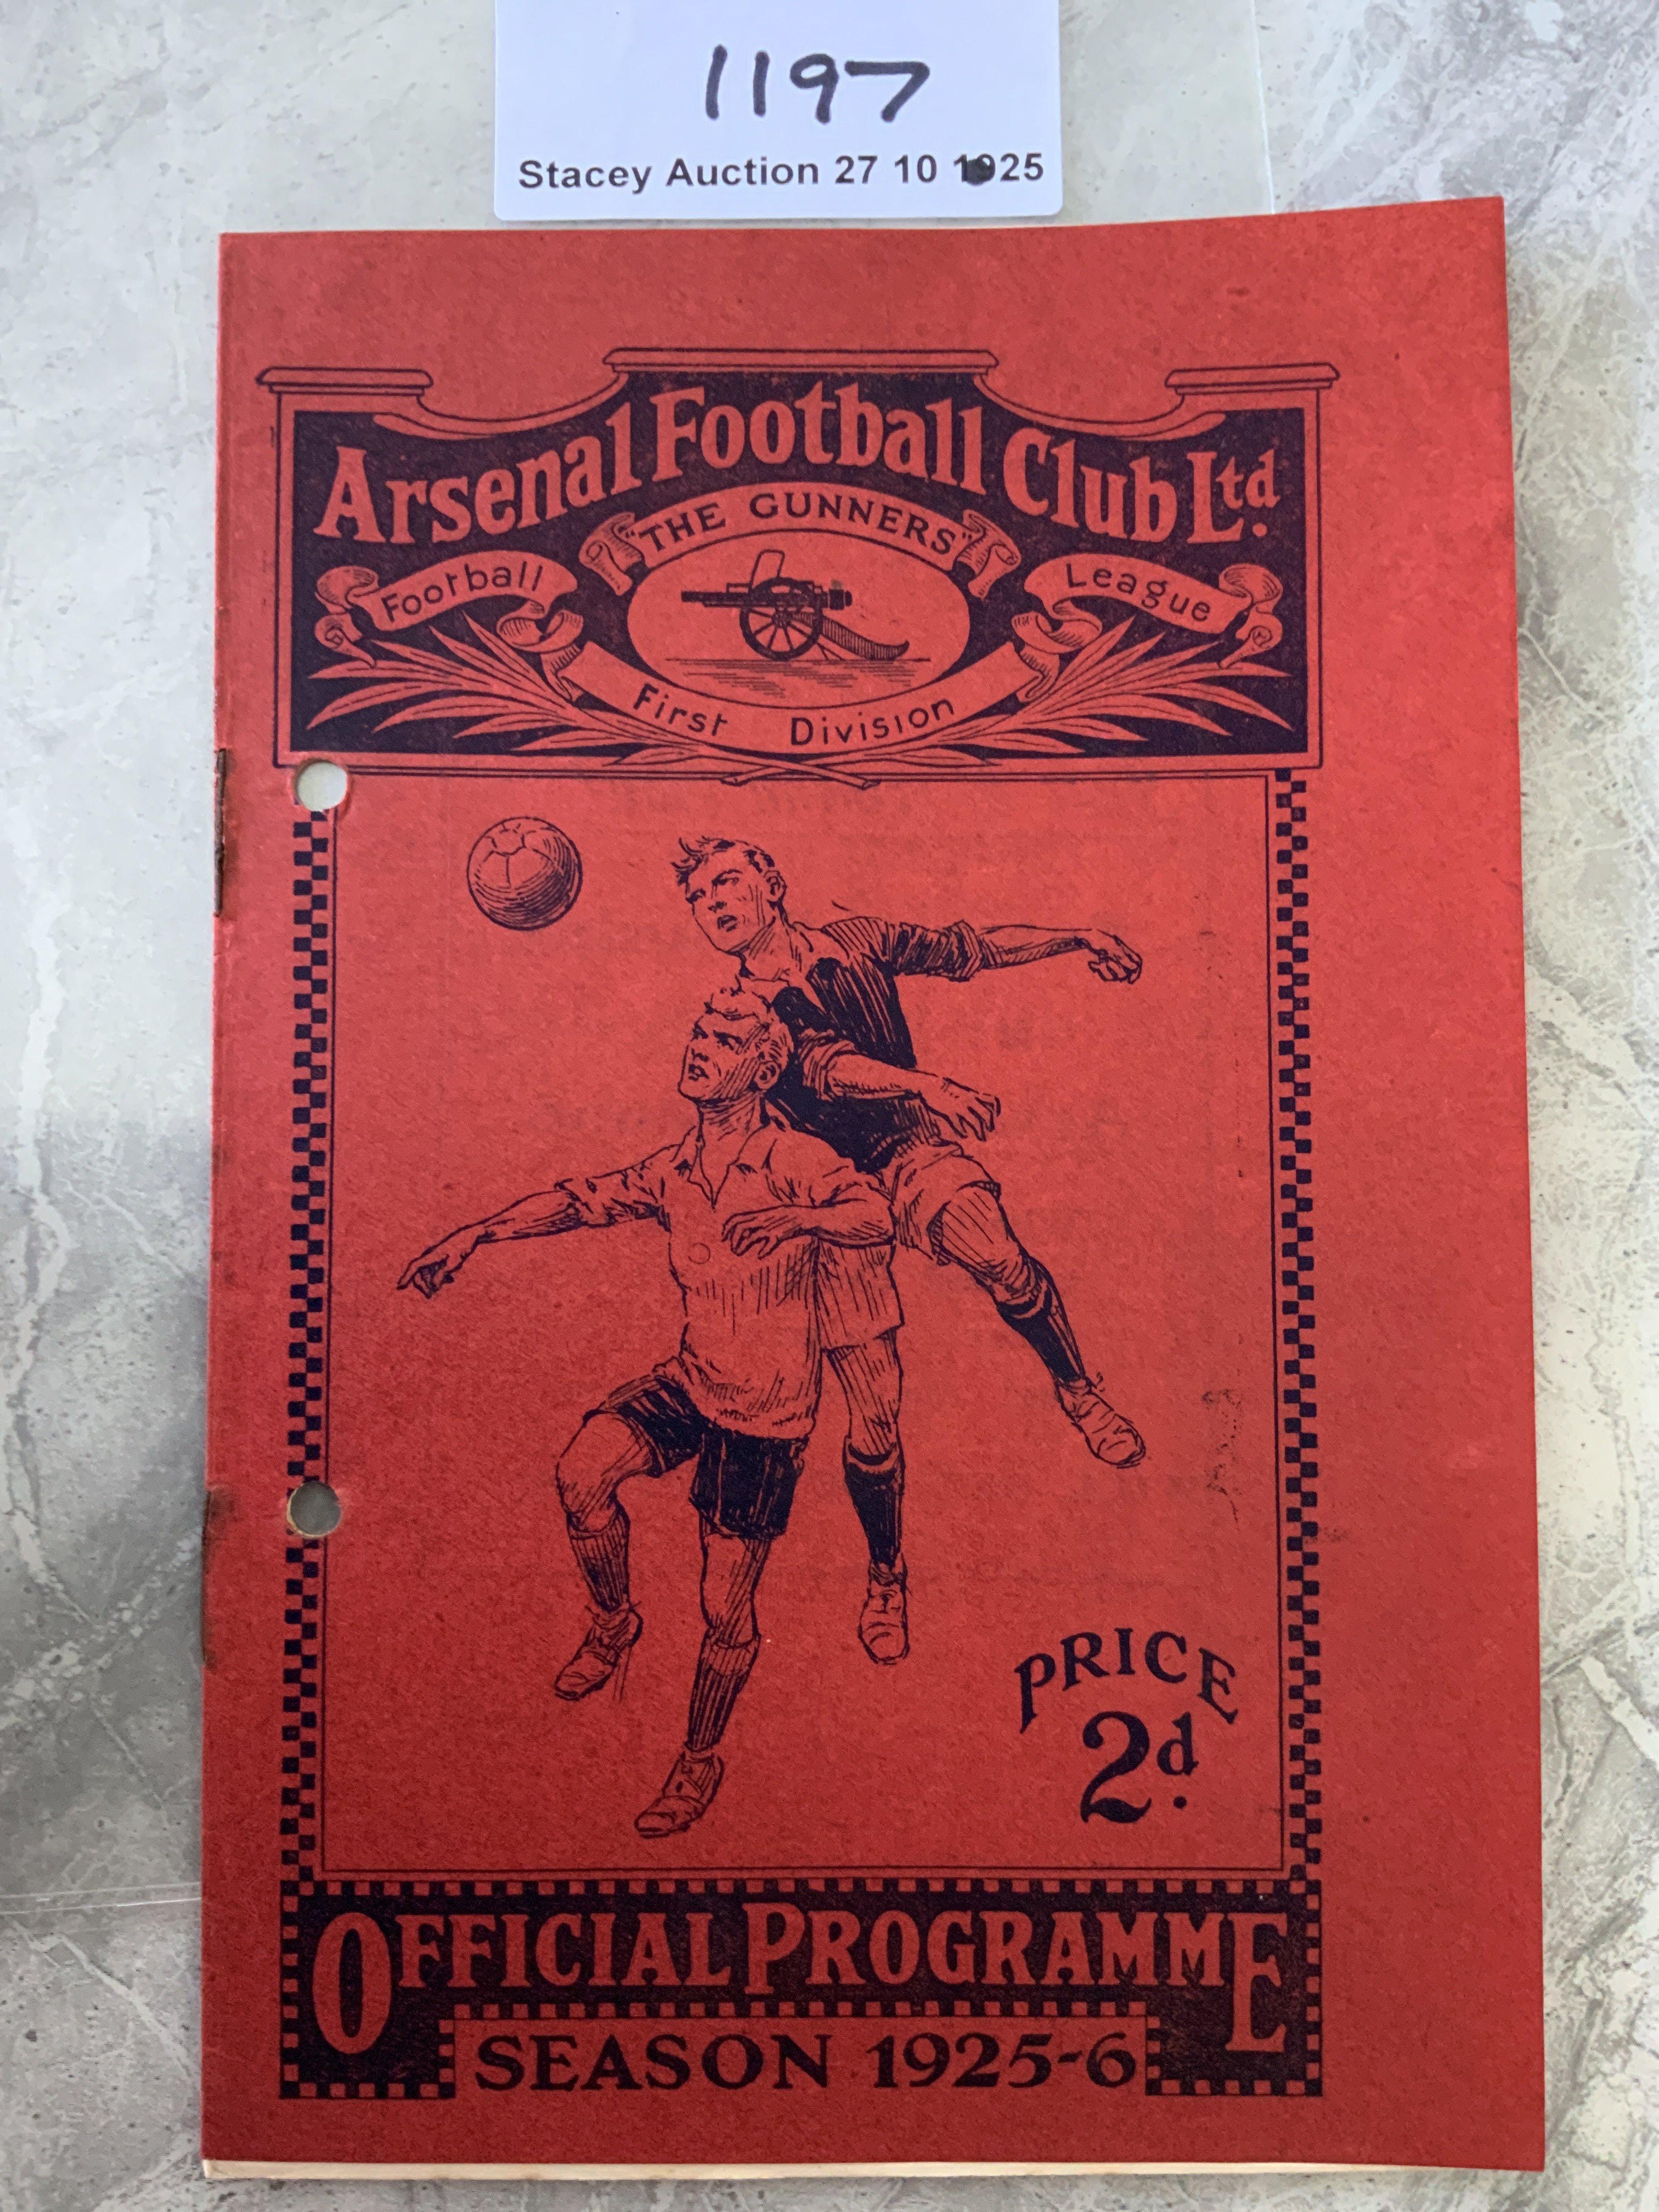 1197
Stacey Auction 27 10 1925
Arsenal Football Club Ltd.
"THE GUNNERS"
Football League
First Division
PRICE
2d.
OFFICIAL PROGRAMME
SEASON 1925-6